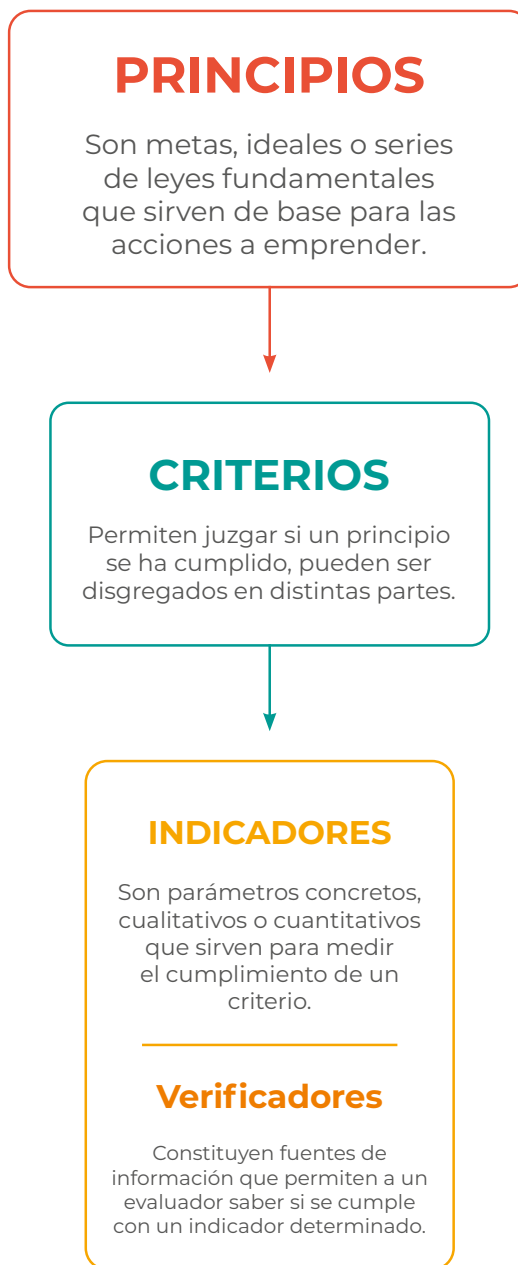 PRINCIPIOS
Son metas, ideales o series
de leyes fundamentales
que sirven de base para las
acciones a emprender.
CRITERIOS
Permiten juzgar si un principio
se ha cumplido, pueden ser
disgregados en distintas partes.
INDICADORES
Son parámetros concretos,
cualitativos o cuantitativos
que sirven para medir
el cumplimiento de un
criterio.
Verificadores
Constituyen fuentes de
información que permiten a un
evaluador saber si se cumple
con un indicador determinado.